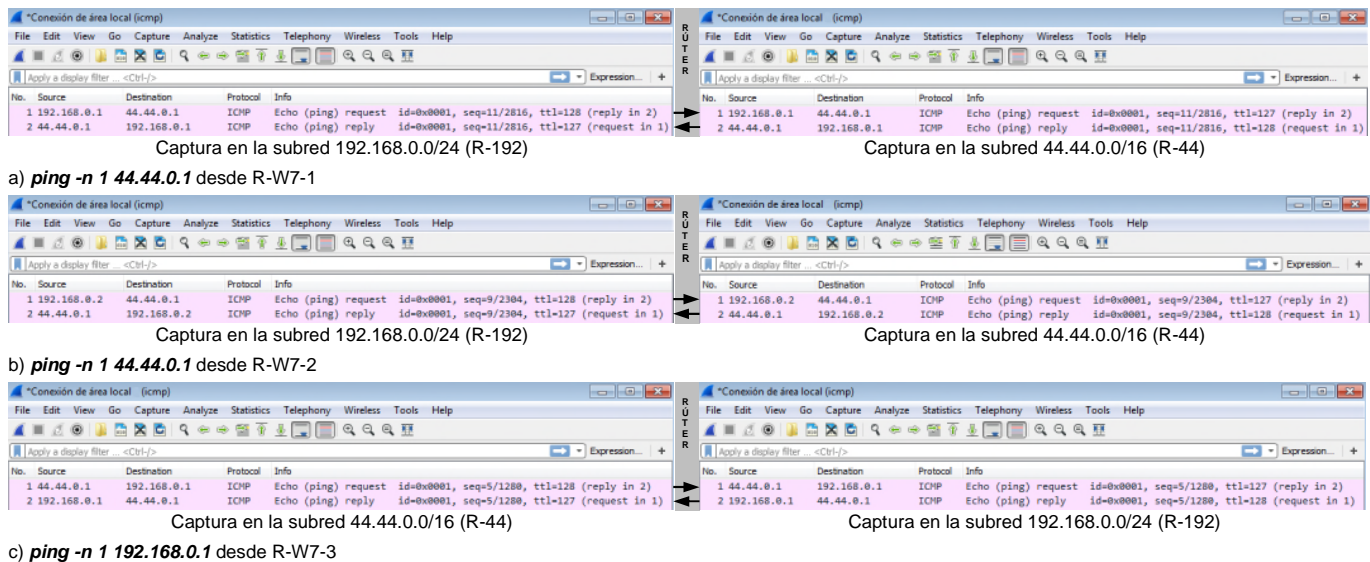 *Conexión de área local (icmp)
File Edit View Go Capture Analyze Statistics Telephony Wireless Tools Help
Apply a display filter ... <Ctrl-/> Expression... +
No. Source Destination Protocol Info
1 192.168.0.1 44.44.0.1 ICMP Echo (ping) request id=0x0001, seq=11/2816, ttl=128 (reply in 2)
2 44.44.0.1 192.168.0.1 ICMP Echo (ping) reply id=0x0001, seq=11/2816, ttl=127 (request in 1)
Captura en la subred 192.168.0.0/24 (R-192)
RÚTER
*Conexión de área local (icmp)
File Edit View Go Capture Analyze Statistics Telephony Wireless Tools Help
Apply a display filter ... <Ctrl-/> Expression... +
No. Source Destination Protocol Info
1 192.168.0.1 44.44.0.1 ICMP Echo (ping) request id=0x0001, seq=11/2816, ttl=127 (reply in 2)
2 44.44.0.1 192.168.0.1 ICMP Echo (ping) reply id=0x0001, seq=11/2816, ttl=128 (request in 1)
Captura en la subred 44.44.0.0/16 (R-44)
a) ping -n 1 44.44.0.1 desde R-W7-1
*Conexión de área local (icmp)
File Edit View Go Capture Analyze Statistics Telephony Wireless Tools Help
Apply a display filter ... <Ctrl-/> Expression... +
No. Source Destination Protocol Info
1 192.168.0.2 44.44.0.1 ICMP Echo (ping) request id=0x0001, seq=9/2304, ttl=128 (reply in 2)
2 44.44.0.1 192.168.0.2 ICMP Echo (ping) reply id=0x0001, seq=9/2304, ttl=127 (request in 1)
Captura en la subred 192.168.0.0/24 (R-192)
RÚTER
*Conexión de área local (icmp)
File Edit View Go Capture Analyze Statistics Telephony Wireless Tools Help
Apply a display filter ... <Ctrl-/> Expression... +
No. Source Destination Protocol Info
1 192.168.0.2 44.44.0.1 ICMP Echo (ping) request id=0x0001, seq=9/2304, ttl=127 (reply in 2)
2 44.44.0.1 192.168.0.2 ICMP Echo (ping) reply id=0x0001, seq=9/2304, ttl=128 (request in 1)
Captura en la subred 44.44.0.0/16 (R-44)
b) ping -n 1 44.44.0.1 desde R-W7-2
*Conexión de área local (icmp)
File Edit View Go Capture Analyze Statistics Telephony Wireless Tools Help
Apply a display filter ... <Ctrl-/> Expression... +
No. Source Destination Protocol Info
1 44.44.0.1 192.168.0.1 ICMP Echo (ping) request id=0x0001, seq=5/1280, ttl=128 (reply in 2)
2 192.168.0.1 44.44.0.1 ICMP Echo (ping) reply id=0x0001, seq=5/1280, ttl=127 (request in 1)
Captura en la subred 44.44.0.0/16 (R-44)
RÚTER
*Conexión de área local (icmp)
File Edit View Go Capture Analyze Statistics Telephony Wireless Tools Help
Apply a display filter ... <Ctrl-/> Expression... +
No. Source Destination Protocol Info
1 44.44.0.1 192.168.0.1 ICMP Echo (ping) request id=0x0001, seq=5/1280, ttl=127 (reply in 2)
2 192.168.0.1 44.44.0.1 ICMP Echo (ping) reply id=0x0001, seq=5/1280, ttl=128 (request in 1)
Captura en la subred 192.168.0.0/24 (R-192)
c) ping -n 1 192.168.0.1 desde R-W7-3